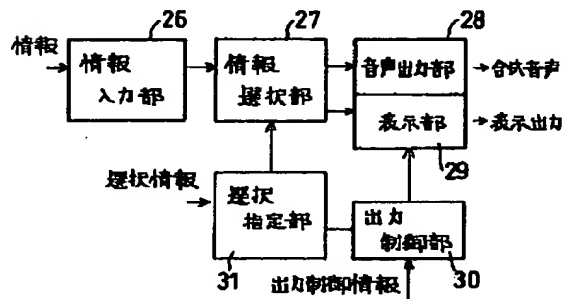 26
27
28
情報
情報
入力部
情報
選択部
音声出力部
合成音声
表示部
表示出力
29
選択情報
選択
指定部
出力
制御部
31
出力制御情報
30